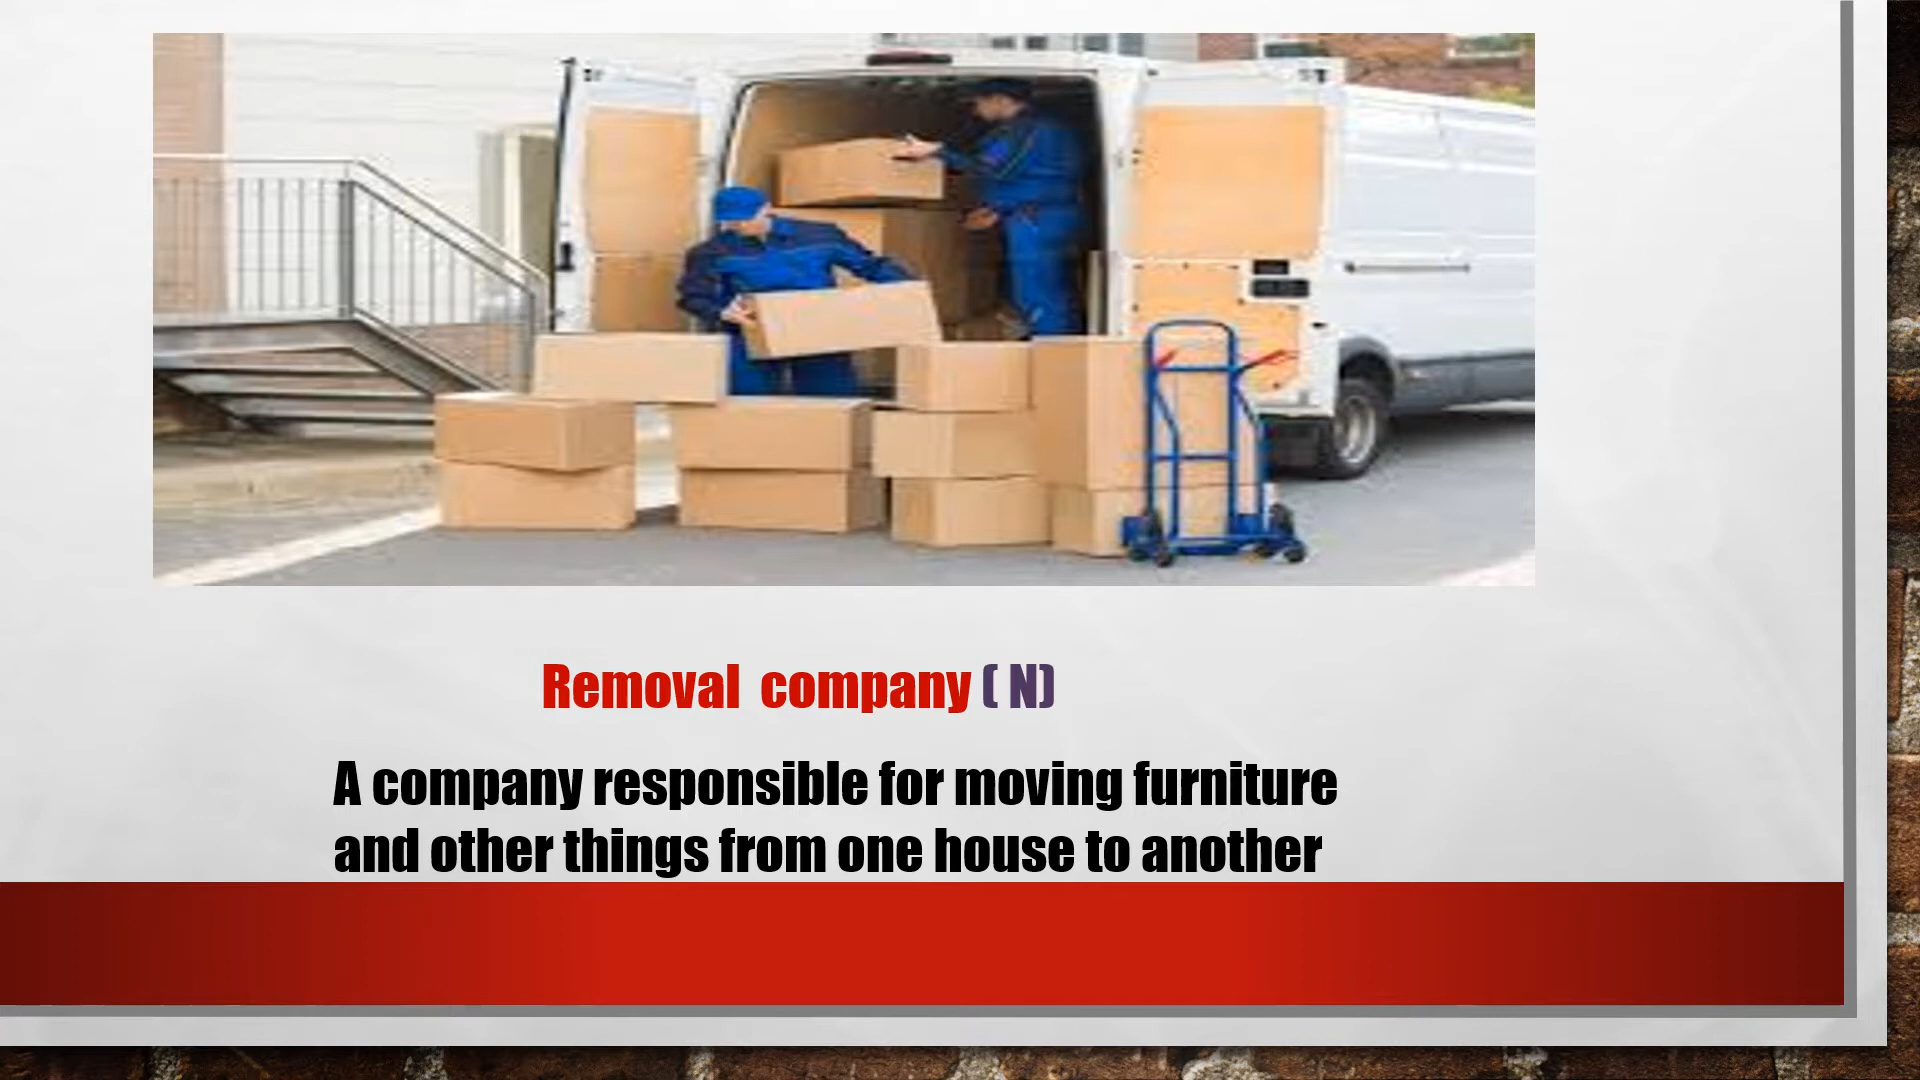 Removal  company ( N)
A company responsible for moving furniture
and other things from one house to another